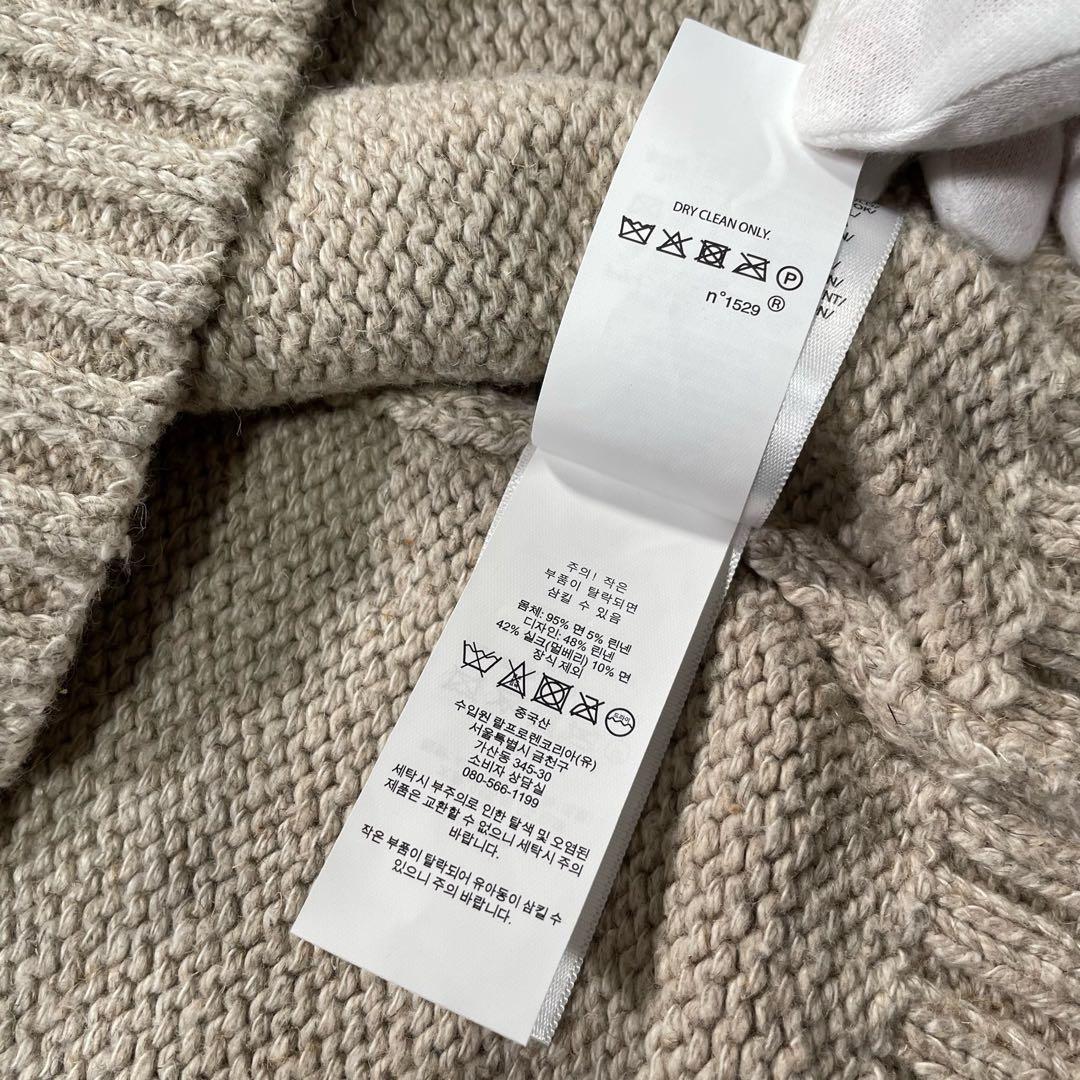 DRY CLEAN ONLY.
P
n°1529 ®
ON/
N/
ON/
ENT/
ON/
주의! 작은
부품이 탈락되면
삼킬 수 있음
몸체: 95% 면 5% 린넨
디자인: 48% 린넨
42% 실크(멀베리) 10% 면
장식 제외
드라이
중국산
수입원 랄프로렌코리아(유)
서울특별시 금천구
가산동 345-30
소비자 상담실
080-566-1199
세탁시 부주의로 인한 탈색 및 오염된
제품은 교환할 수 없으니 세탁시 주의
바랍니다.
작은 부품이 탈락되어 유아동이 삼킬 수
있으니 주의 바랍니다.